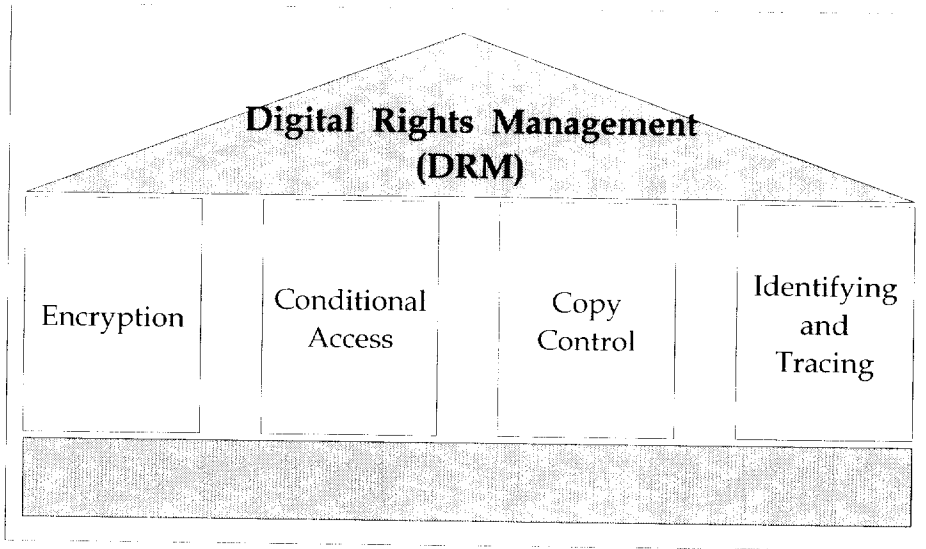 Digital Rights Management
(DRM)
Encryption
Conditional
Access
Copy
Control
Identifying
and
Tracing